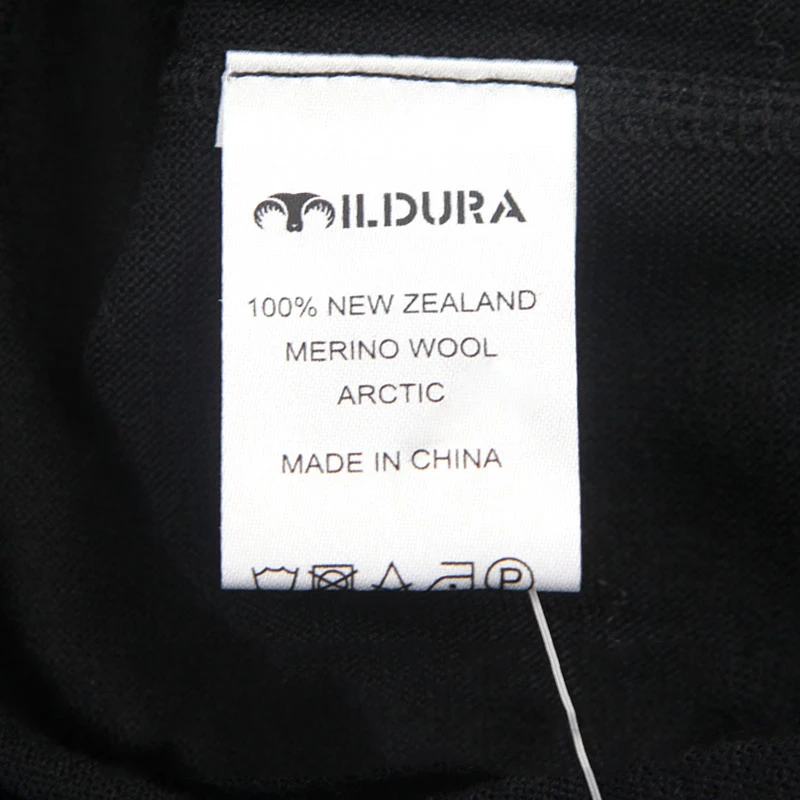 MILDURA
100% NEW ZEALAND
MERINO WOOL
ARCTIC
MADE IN CHINA
P